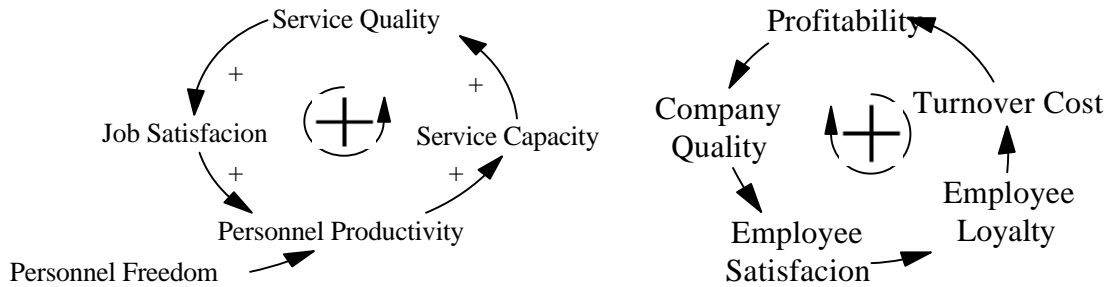 Service Quality
+
+
Job Satisfacion
+
Service Capacity
+
+
Personnel Productivity
Personnel Freedom
Profitability
Company
Quality
+
Turnover Cost
Employee
Loyalty
Employee
Satisfacion